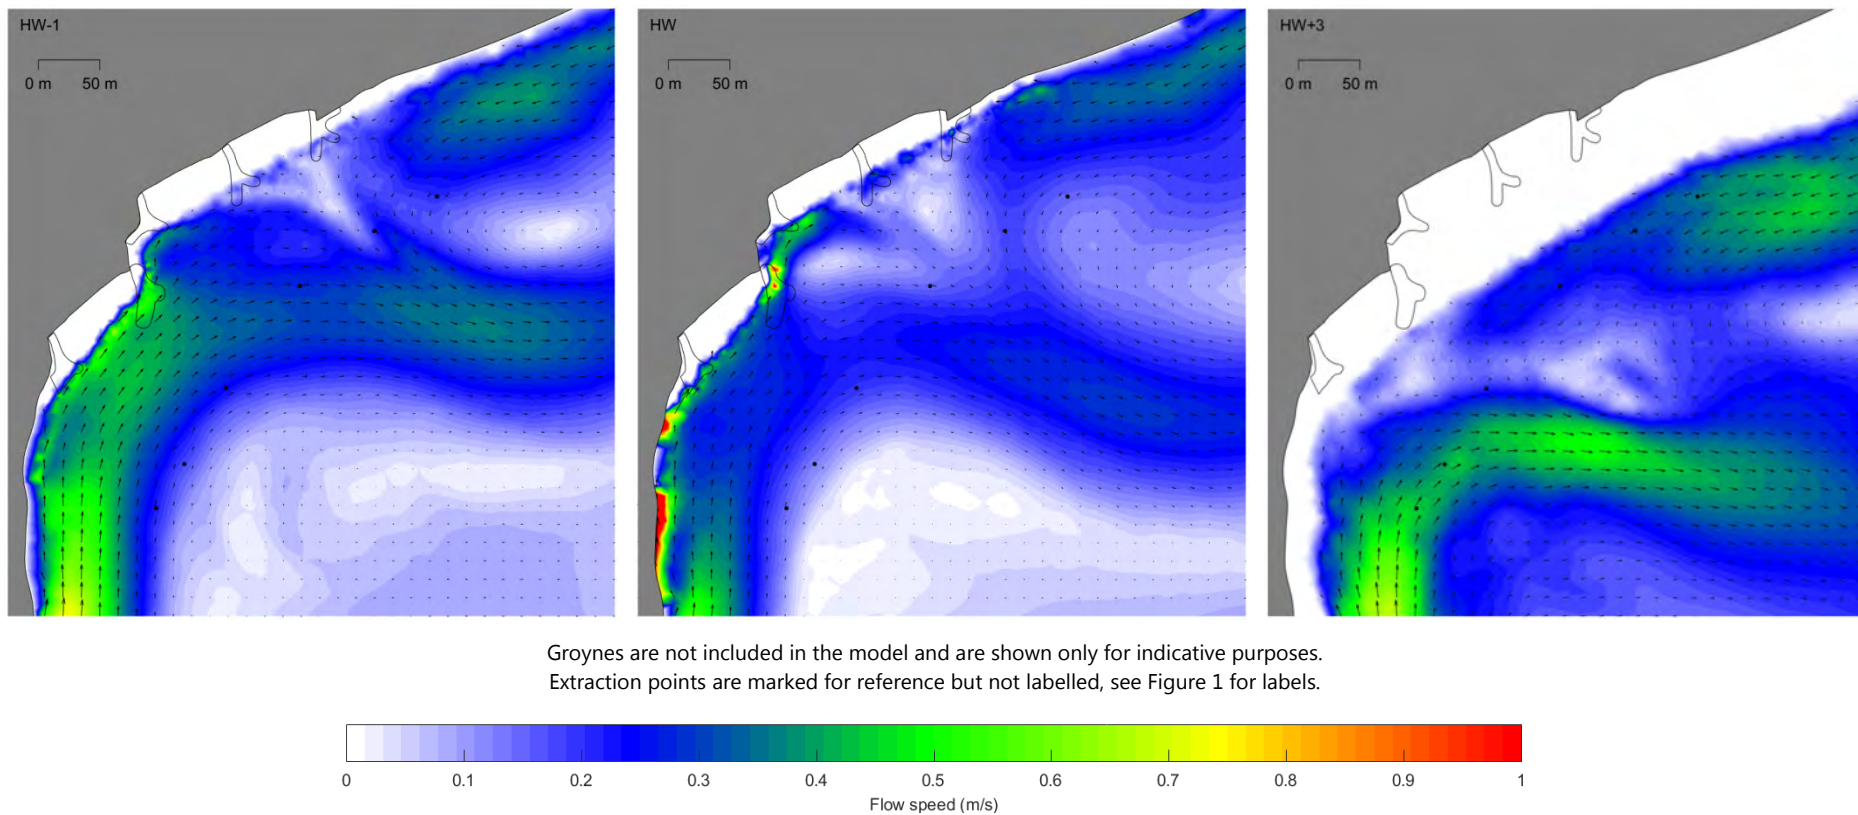 HW-1
0 m 50 m
HW
0 m 50 m
HW+3
0 m 50 m
Groynes are not included in the model and are shown only for indicative purposes.
Extraction points are marked for reference but not labelled, see Figure 1 for labels.
0 0.1 0.2 0.3 0.4 0.5 0.6 0.7 0.8 0.9 1
Flow speed (m/s)